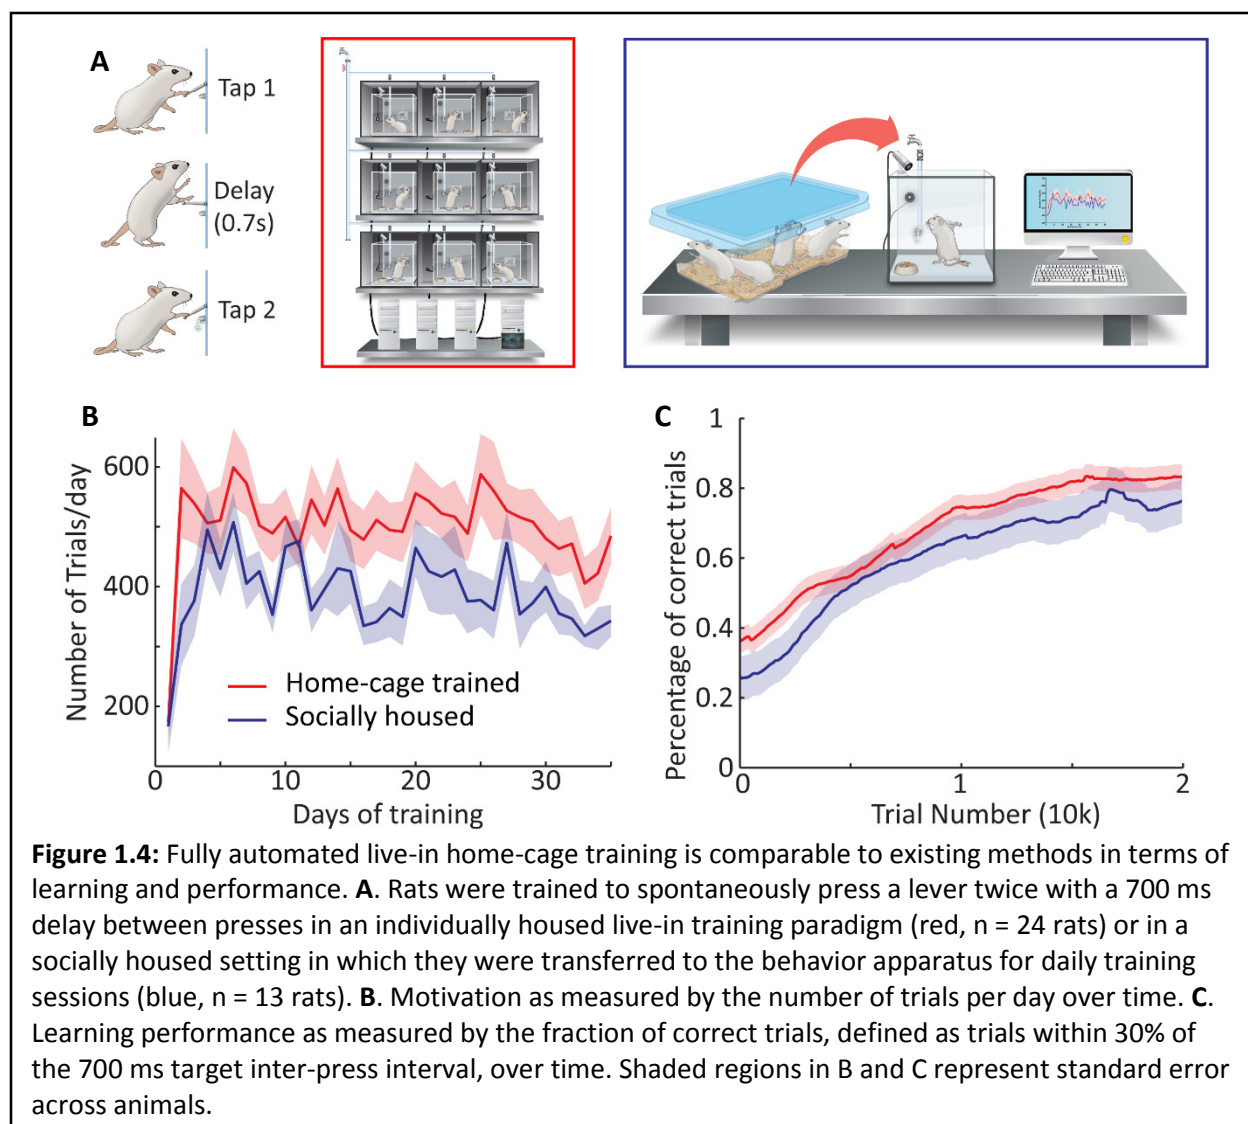 A
Tap 1
Delay
(0.7s)
Tap 2
B
Number of Trials/day
600
400
200
0
10
20
30
Days of training
Home-cage trained
Socially housed
C
Percentage of correct trials
1
0.8
0.6
0.4
0.2
0
0
1
2
Trial Number (10k)
Figure 1.4: Fully automated live-in home-cage training is comparable to existing methods in terms of
learning and performance. A. Rats were trained to spontaneously press a lever twice with a 700 ms
delay between presses in an individually housed live-in training paradigm (red, n = 24 rats) or in a
socially housed setting in which they were transferred to the behavior apparatus for daily training
sessions (blue, n = 13 rats). B. Motivation as measured by the number of trials per day over time. C.
Learning performance as measured by the fraction of correct trials, defined as trials within 30% of
the 700 ms target inter-press interval, over time. Shaded regions in B and C represent standard error
across animals.